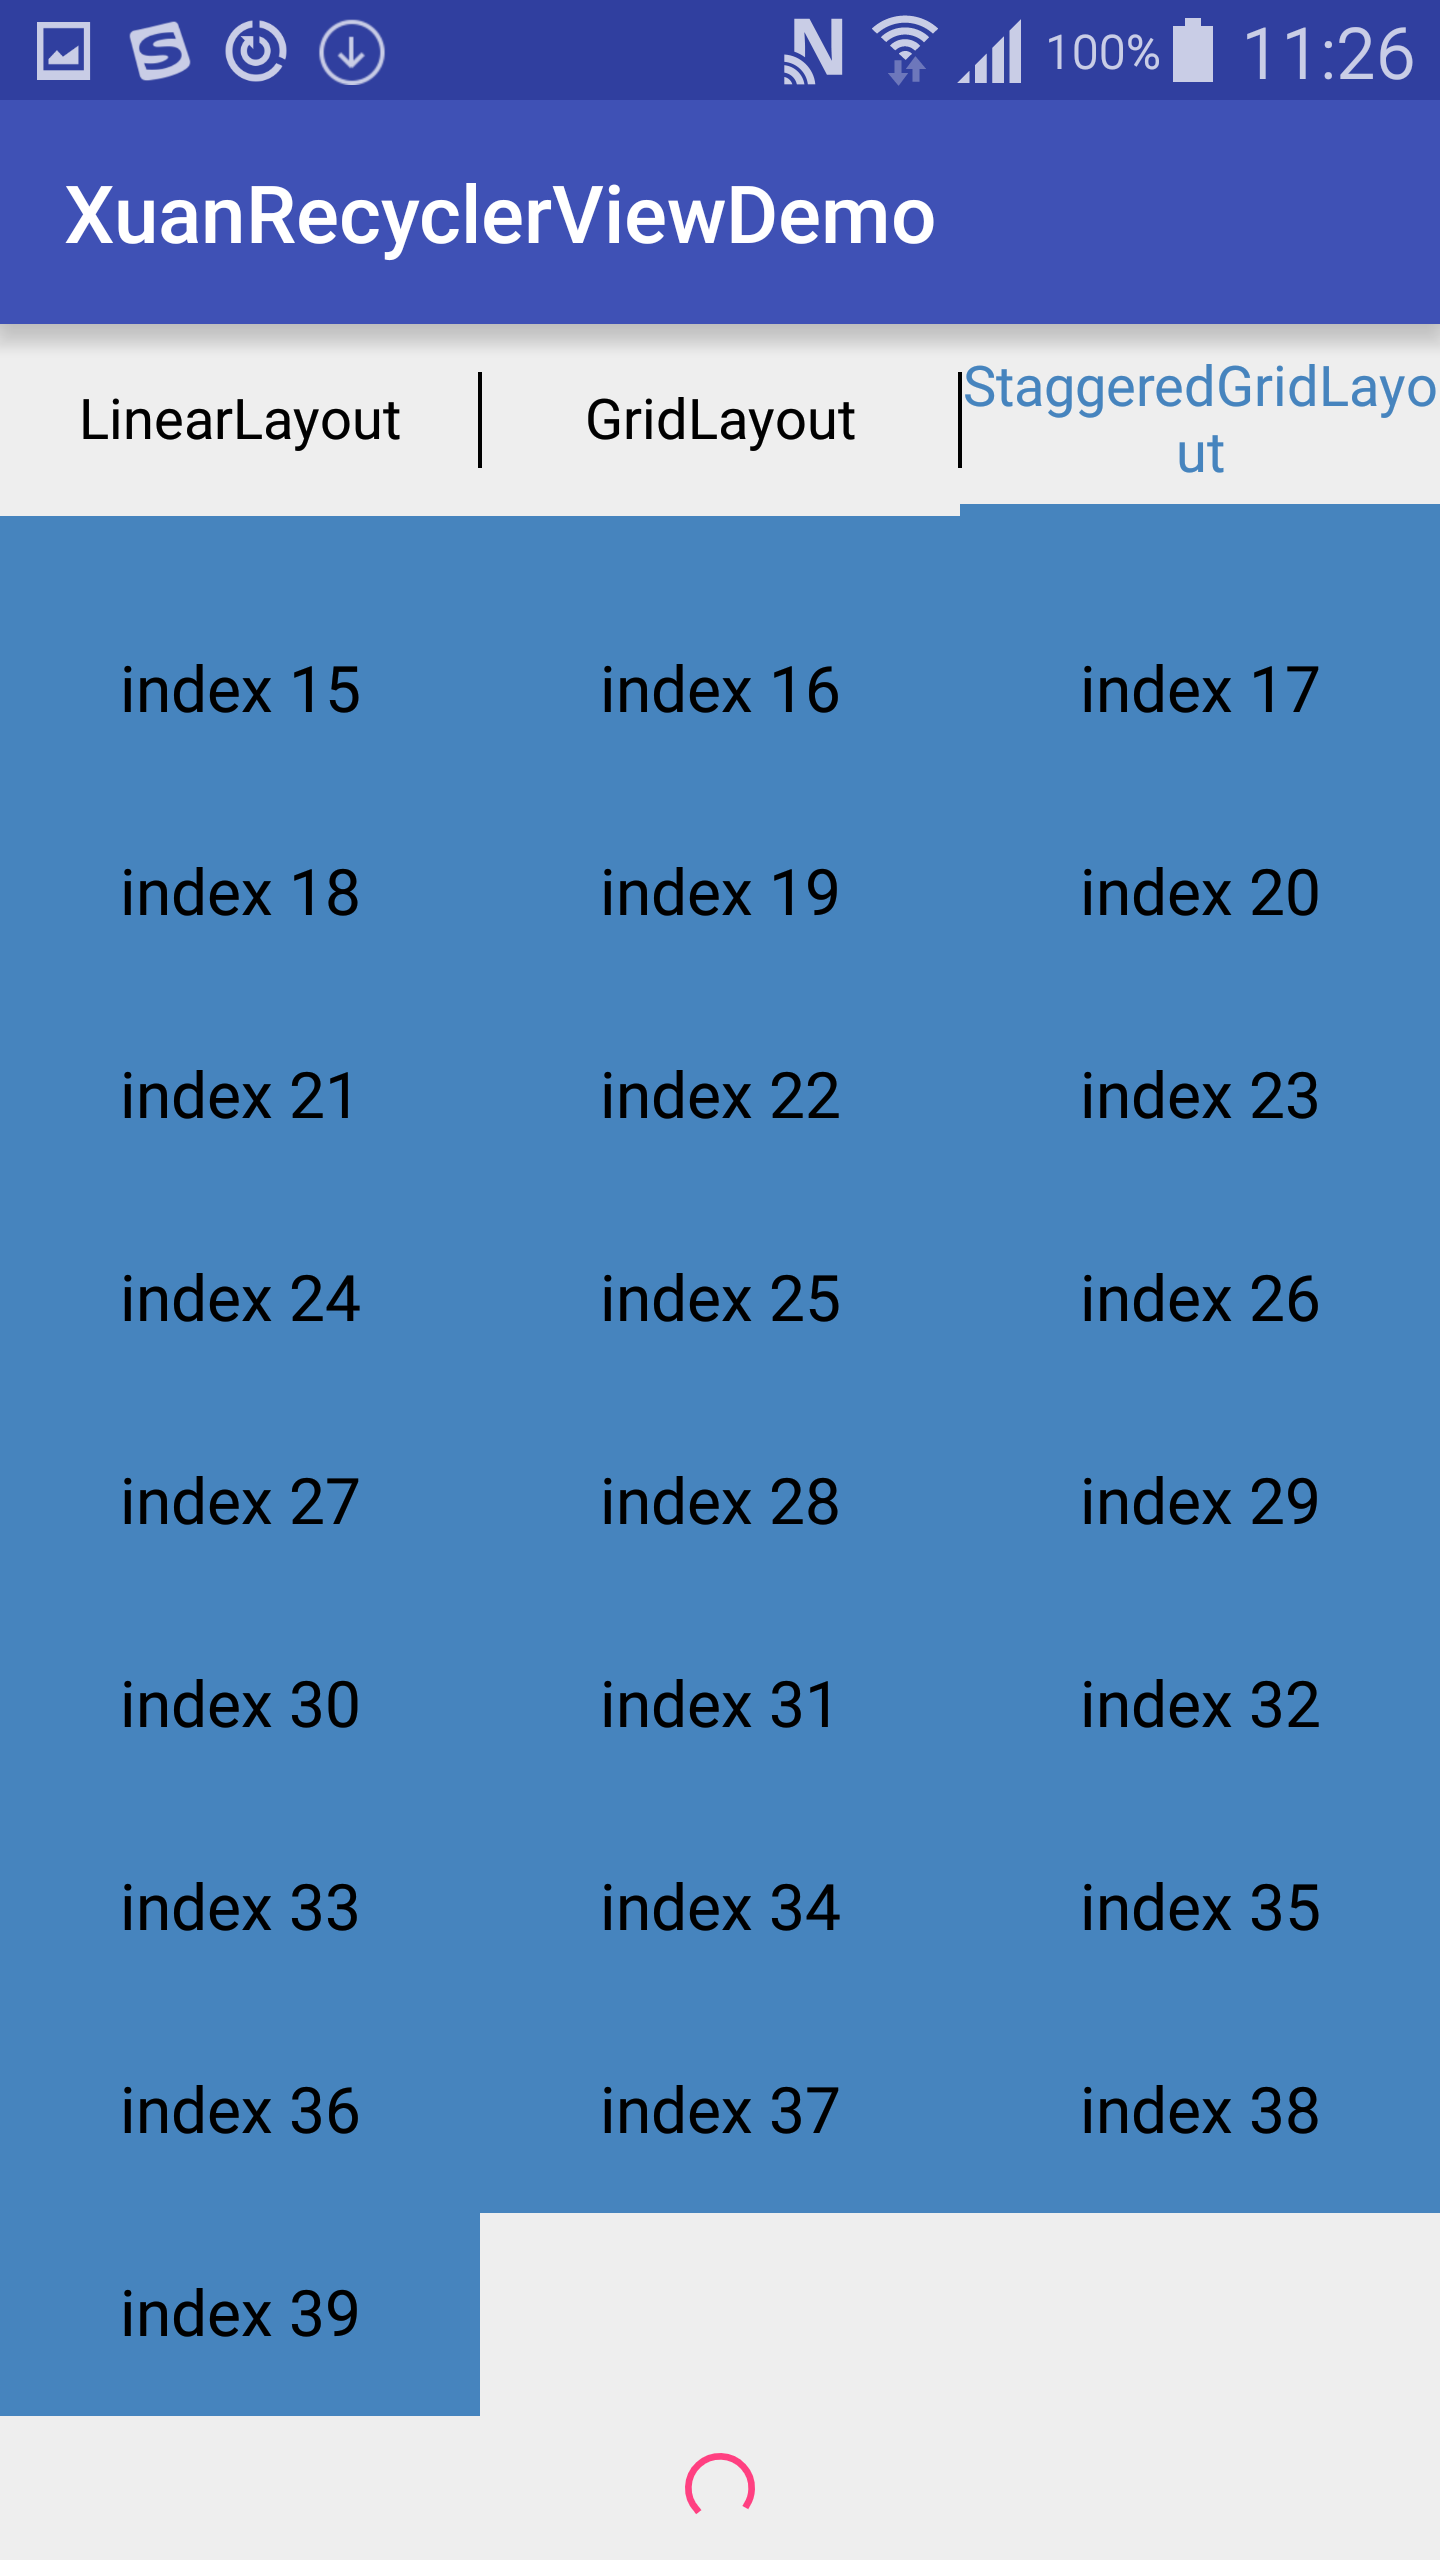 100% 11:26
XuanRecyclerViewDemo
LinearLayout GridLayout StaggeredGridLayo
ut
index 15 index 16 index 17
index 18 index 19 index 20
index 21 index 22 index 23
index 24 index 25 index 26
index 27 index 28 index 29
index 30 index 31 index 32
index 33 index 34 index 35
index 36 index 37 index 38
index 39